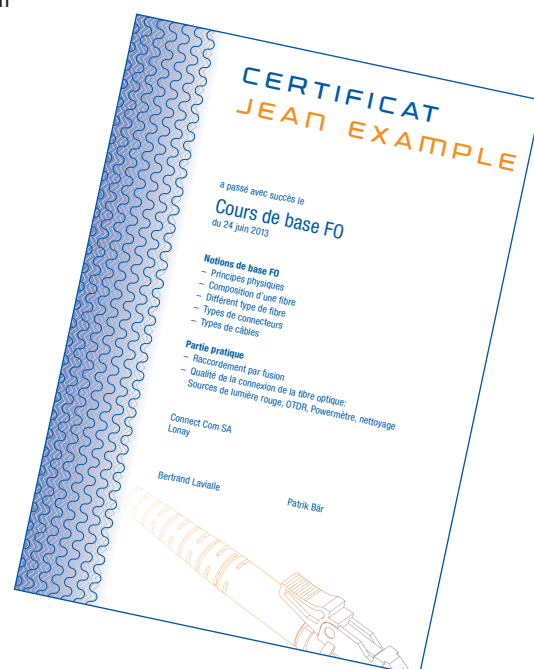 CERTIFICAT
JEAN EXAMPLE
a passé avec succès le
Cours de base FO
du 24 juin 2013
Notions de base FO
– Principes physiques
– Composition d'une fibre
– Différent type de fibre
– Types de connecteurs
– Types de câbles
Partie pratique
– Raccordement par fusion
– Qualité de la connexion de la fibre optique:
Sources de lumière rouge, OTDR, Powermètre, nettoyage
Connect Com SA
Lonay
Bertrand Lavialle
Patrik Bär